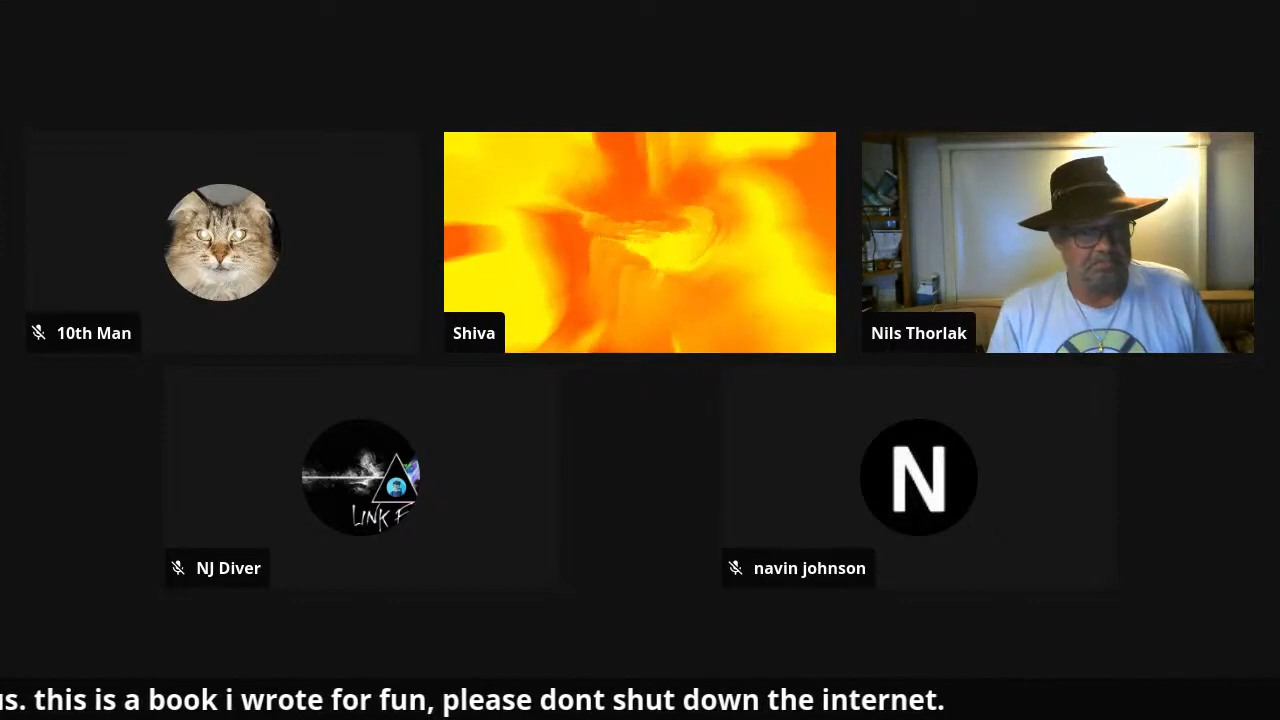 10th Man
Shiva
Nils Thorlak
LINK F
NJ Diver
N
navin johnson
s. this is a book i wrote for fun, please dont shut down the internet.